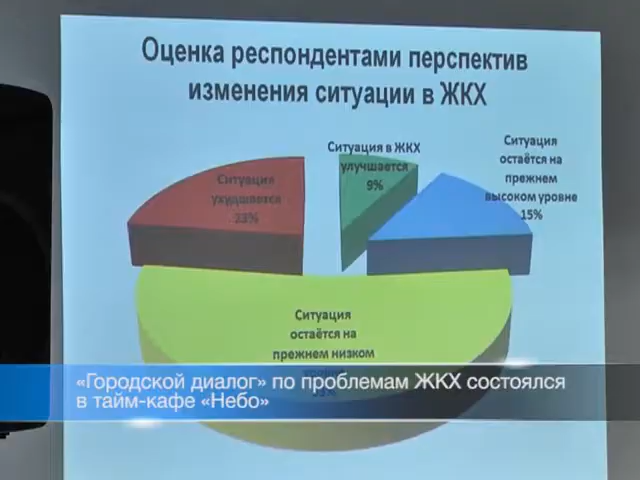 Оценка респондентами перспектив
изменения ситуации в ЖКХ
Ситуация в ЖКХ
улучшается
9%
Ситуация
остаётся на
прежнем
высоком уровне
15%
Ситуация
ухудшается
Ситуация
остаётся на
прежнем низком
«Городской диалог» по проблемам ЖКХ состоялся
в тайм-кафе «Небо»